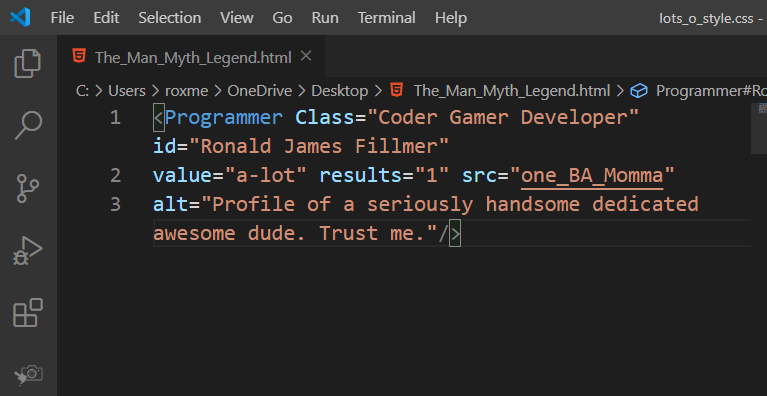 File Edit Selection View Go Run Terminal Help lots_o_style.css -
The_Man_Myth_Legend.html
C: > Users > roxme > OneDrive > Desktop > The_Man_Myth_Legend.html > Programmer#Ro
1 <Programmer Class="Coder Gamer Developer"
id="Ronald James Fillmer"
2 value="a-lot" results="1" src="one_BA_Momma"
3 alt="Profile of a seriously handsome dedicated
awesome dude. Trust me."/>